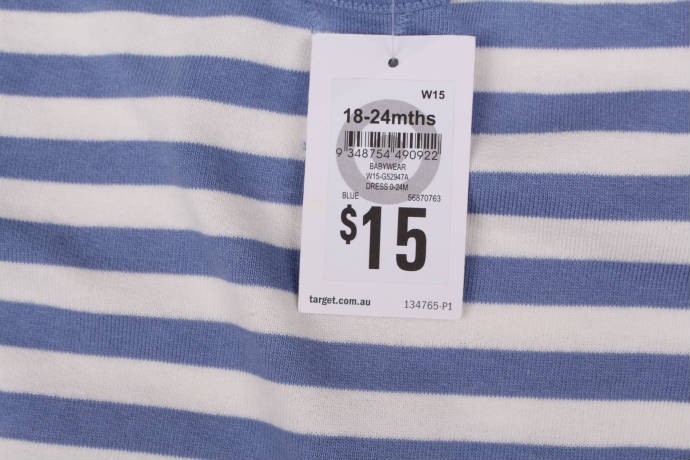 W15
18-24mths
9 348754 490922
BABYWEAR
W15-G52947A
DRESS 0-24M
BLUE 56870763
$15
target.com.au 134765-P1